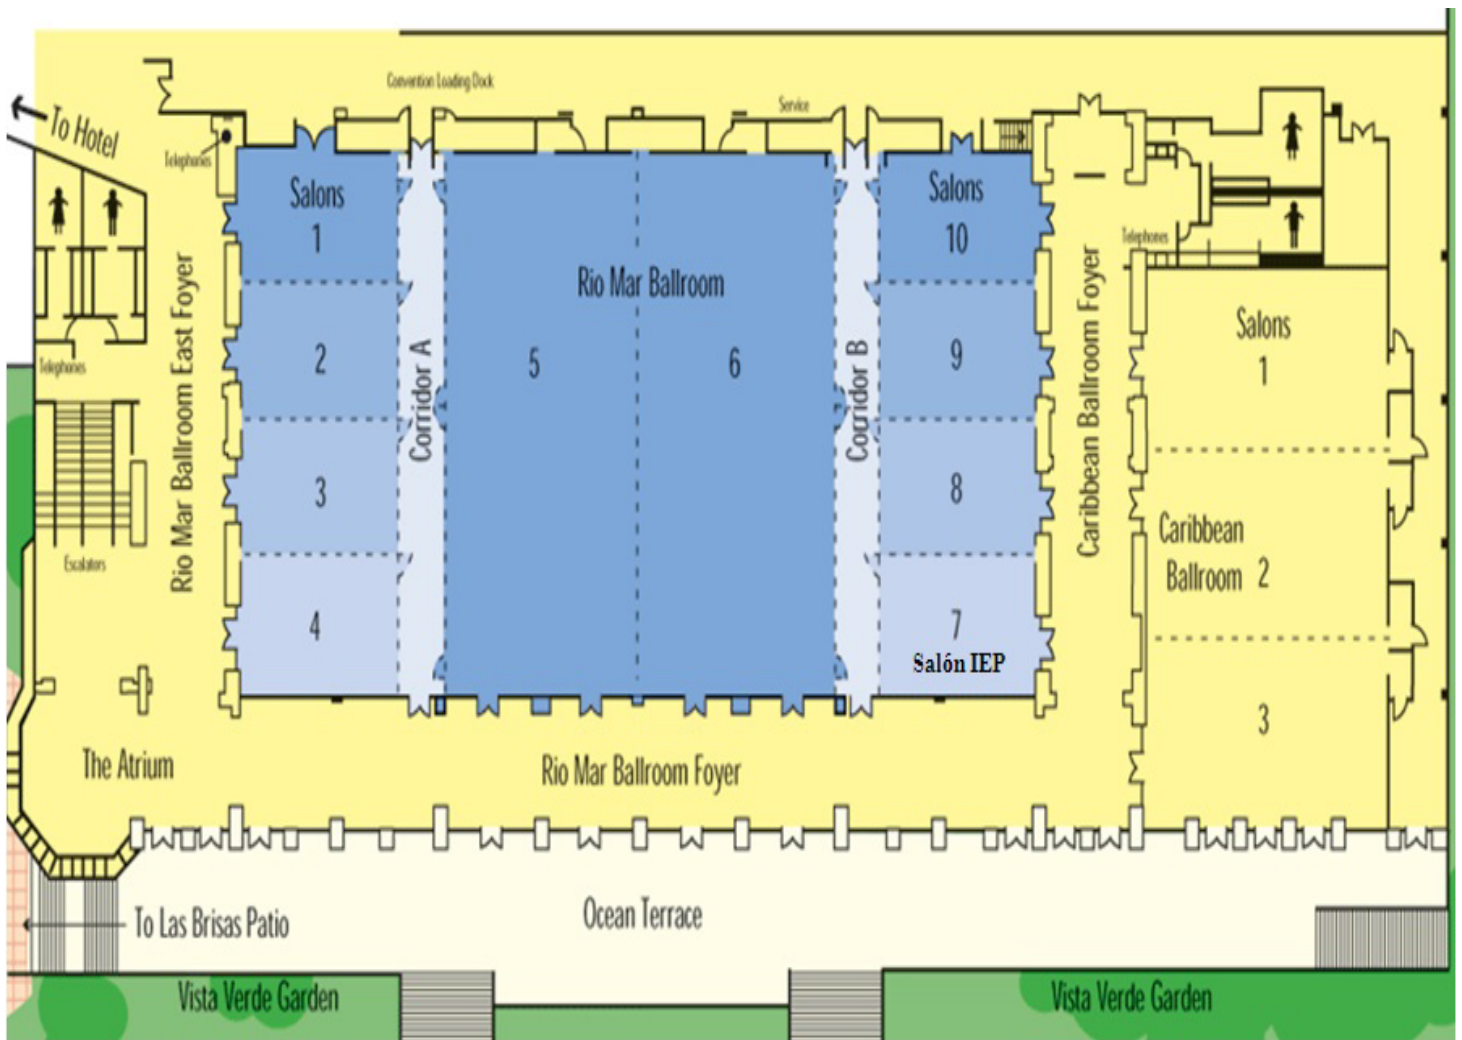 Convention Loading Dock
Service
To Hotel
Telephones
Salons
1
Salons
10
Telephones
Rio Mar Ballroom
Rio Mar Ballroom East Foyer
Corridor A
Corridor B
Caribbean Ballroom Foyer
2
5
6
9
Salons
1
Telephones
3
8
Caribbean
Ballroom 2
Escalators
4
7
Salón IEP
3
The Atrium
Rio Mar Ballroom Foyer
Ocean Terrace
To Las Brisas Patio
Vista Verde Garden
Vista Verde Garden